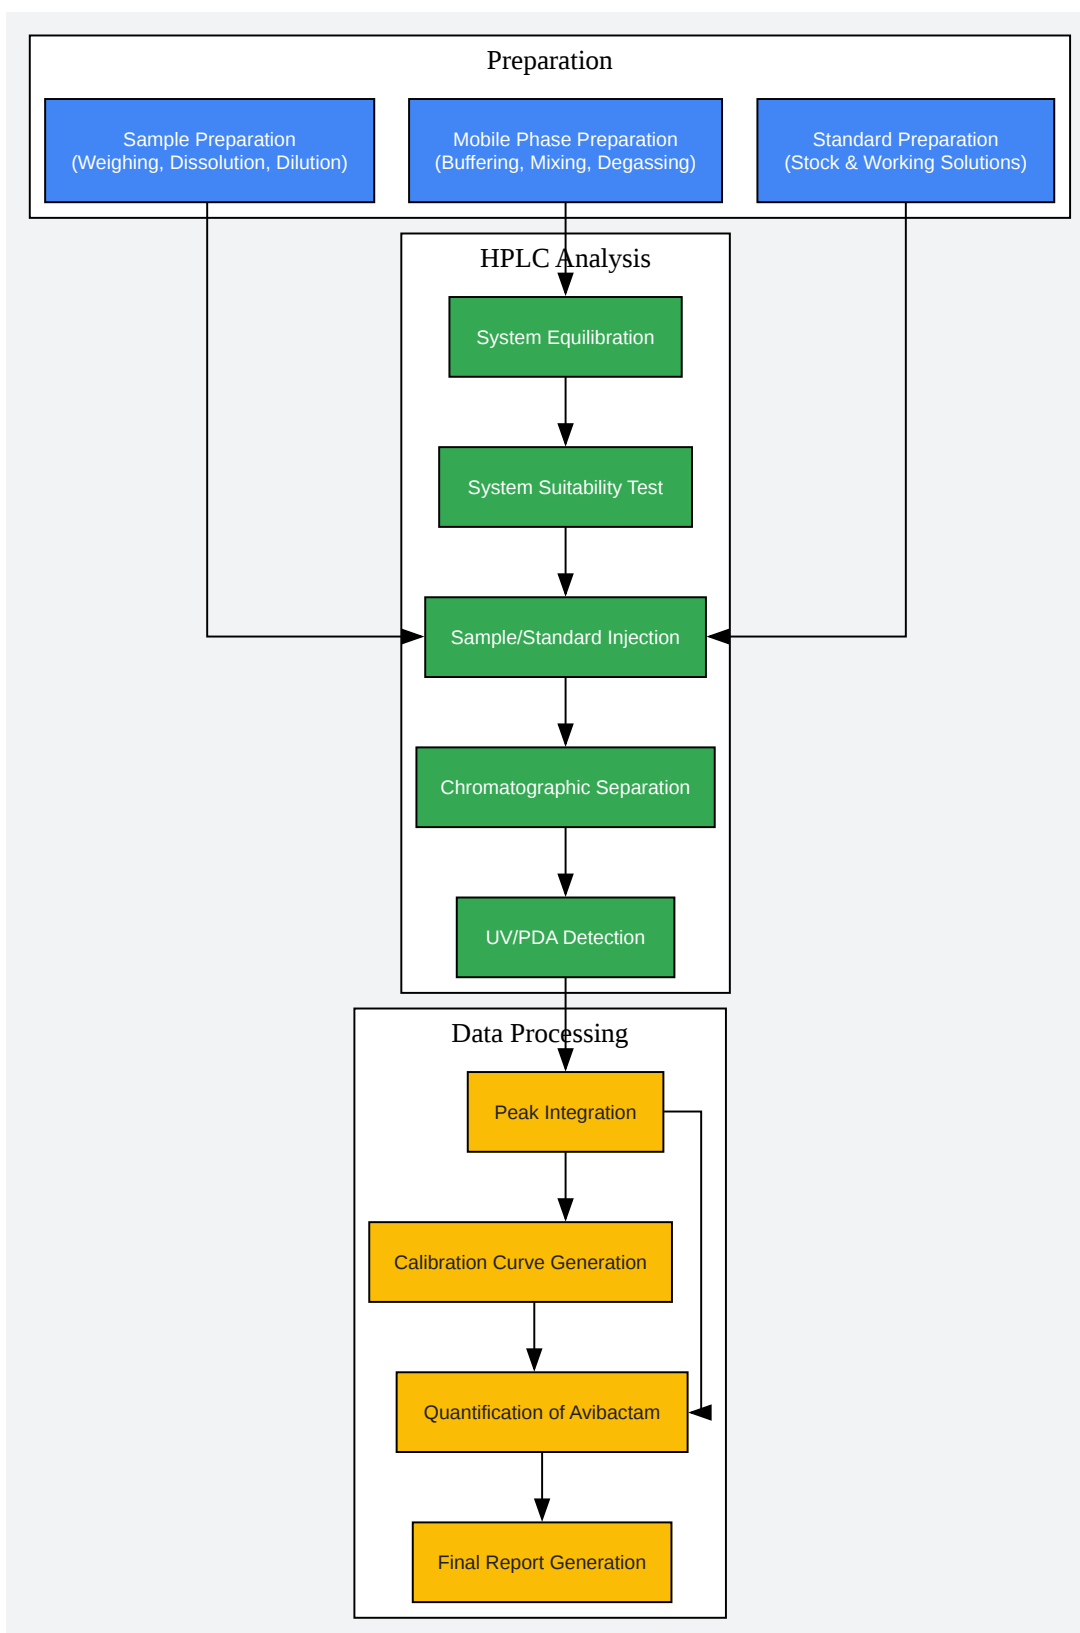 Preparation
Sample Preparation
(Weighing, Dissolution, Dilution)
Mobile Phase Preparation
(Buffering, Mixing, Degassing)
Standard Preparation
(Stock & Working Solutions)
HPLC Analysis
System Equilibration
System Suitability Test
Sample/Standard Injection
Chromatographic Separation
UV/PDA Detection
Data Processing
Peak Integration
Calibration Curve Generation
Quantification of Avibactam
Final Report Generation